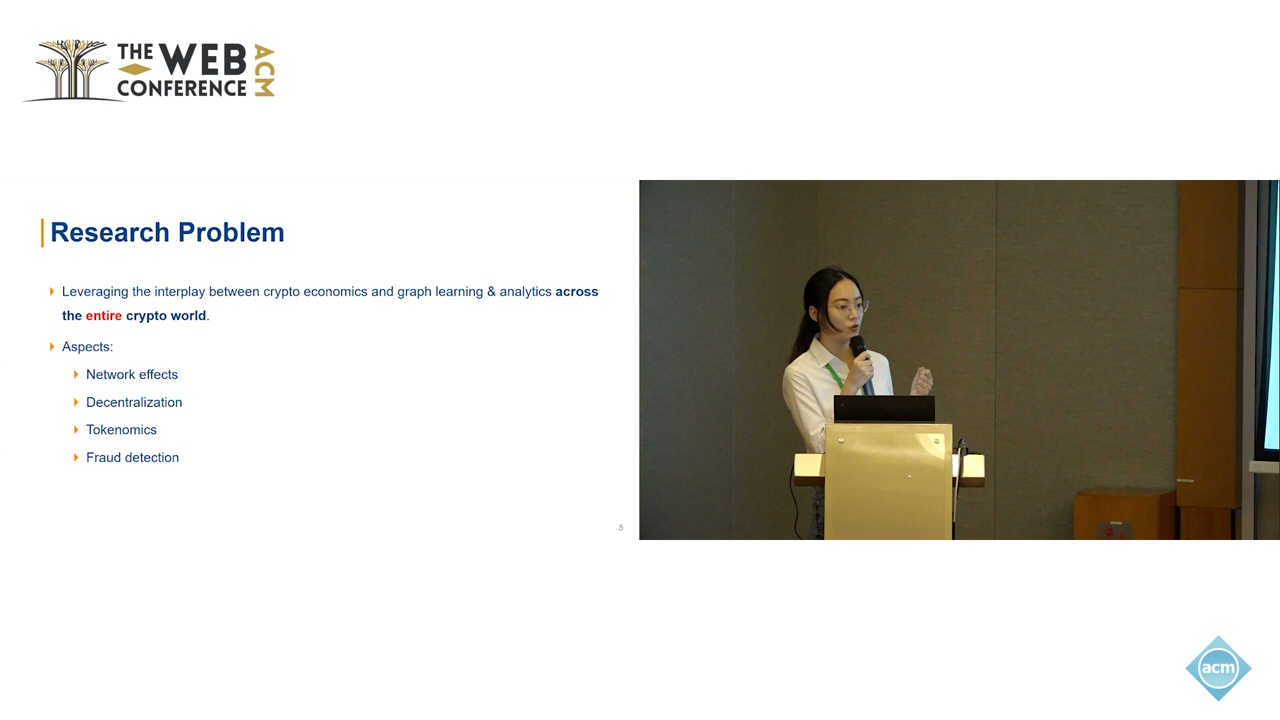 THE WEB
CONFERENCE
ACM
Research Problem
Leveraging the interplay between crypto economics and graph learning & analytics across
the entire crypto world.
Aspects:
Network effects
Decentralization
Tokenomics
Fraud detection
5
acm